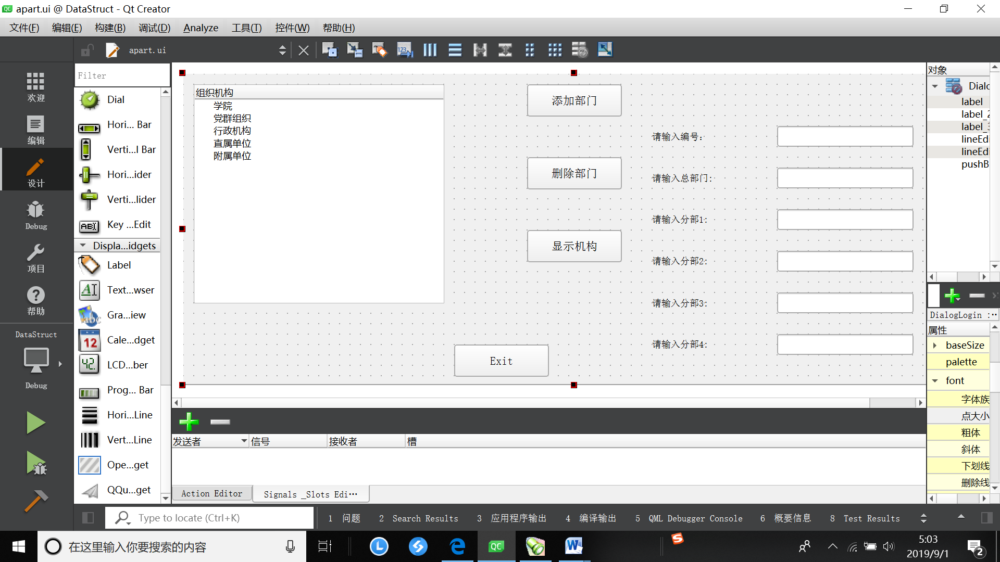 apart.ui @ DataStruct - Qt Creator
文件(F) 编辑(E) 构建(B) 调试(D) Analyze 工具(T) 控件(W) 帮助(H)
apart.ui
欢迎
编辑
设计
Debug
项目
帮助
DataStruct
Debug
Filter
Dial
Hori... Bar
Verti...l Bar
Hori...ider
Verti...lider
Key ...Edit
Displa...idgets
Label
Text...wser
Gra...iew
Cale...dget
LCD...ber
Prog... Bar
Hori...Line
Vert...Line
Ope...get
QQu...get
组织机构
学院
党群组织
行政机构
直属单位
附属单位
添加部门
删除部门
显示机构
Exit
请输入编号:
请输入总部门:
请输入分部1:
请输入分部2:
请输入分部3:
请输入分部4:
发送者 信号 接收者 槽
Action Editor Signals _Slots Edi…
对象
Dialo
label
label_2
label_3
lineEdi
lineEdi
pushB
DialogLogin :…
属性
baseSize
palette
font
字体族
点大小
粗体
斜体
下划线
删除线
Type to locate (Ctrl+K)
1 问题 2 Search Results 3 应用程序输出 4 编译输出 5 QML Debugger Console 6 概要信息 8 Test Results
在这里输入你要搜索的内容
5:03
2019/9/1
2